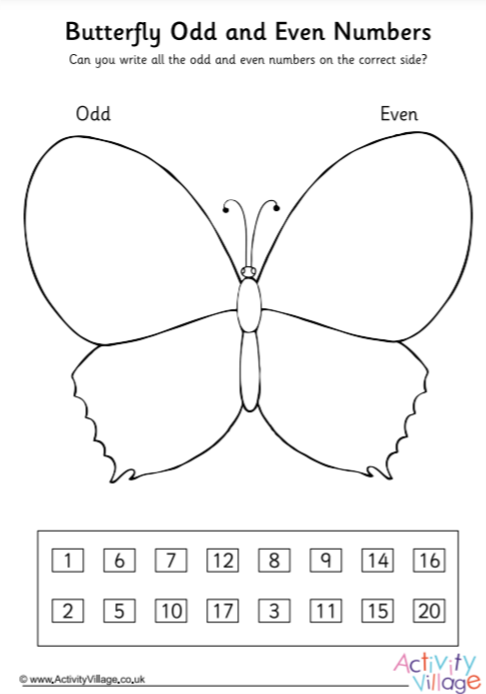 Butterfly Odd and Even Numbers
Can you write all the odd and even numbers on the correct side?
Odd Even
1 6 7 12 8 9 14 16
2 5 10 17 3 11 15 20
© www.ActivityVillage.co.uk
Activity
Village